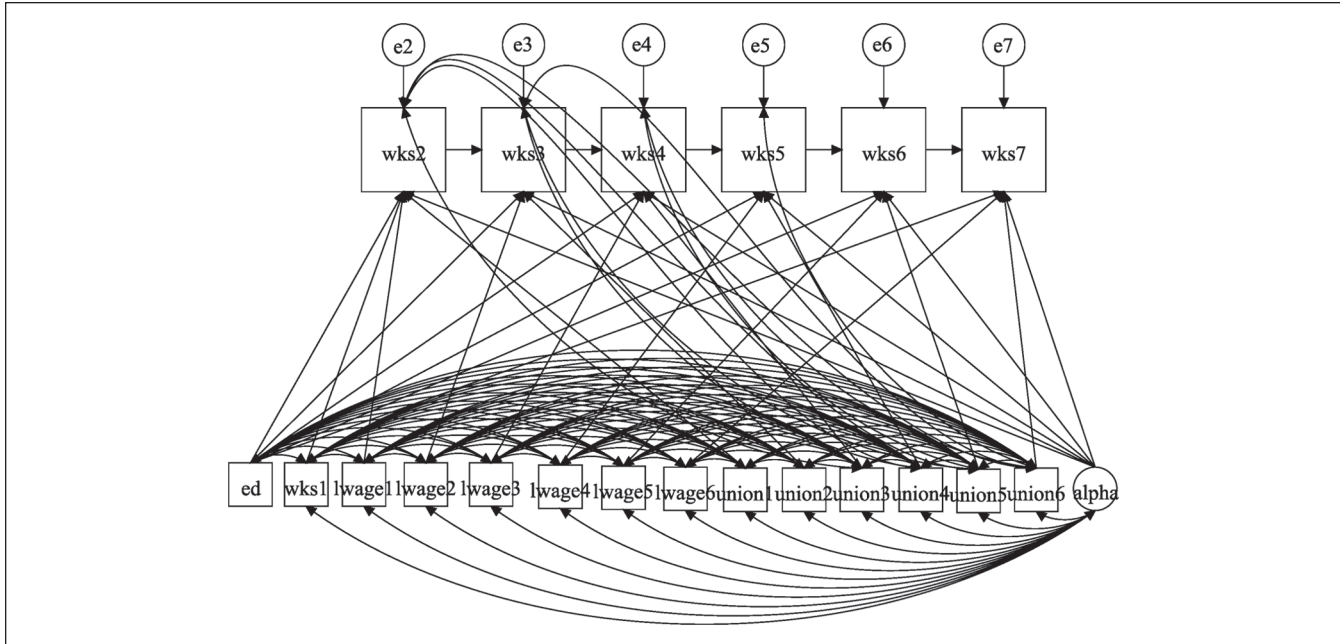 e2 e3 e4 e5 e6 e7
wks2 wks3 wks4 wks5 wks6 wks7
ed wks1 lwage1 lwage2 lwage3 lwage4 lwage5 lwage6 union1 union2 union3 union4 union5 union6 alpha